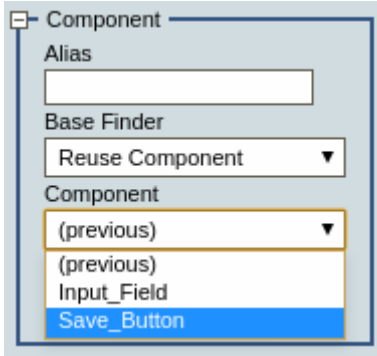 Component
Alias
Base Finder
Reuse Component
Component
(previous)
(previous)
Input_Field
Save_Button